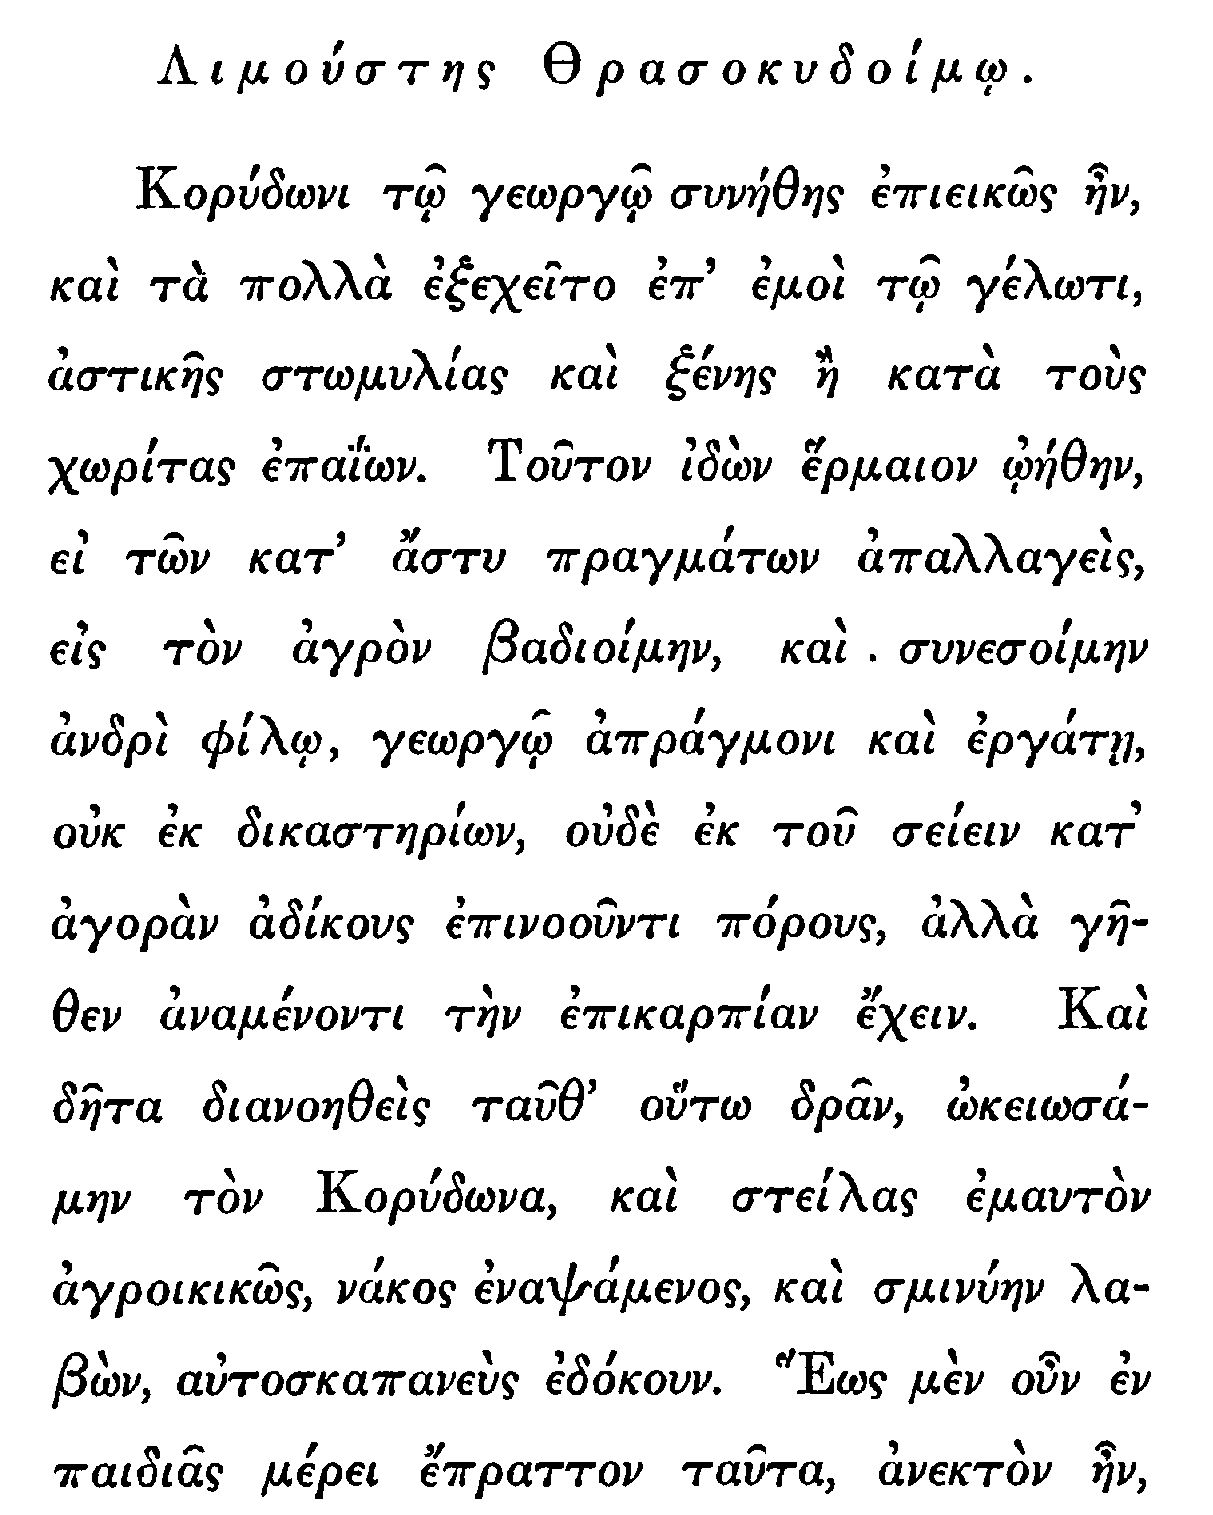 Λιμούστης Θρασοκυδοίμῳ.
Κορύδωνι τῷ γεωργῷ συνήθης ἐπιεικῶς ἦν,
καὶ τὰ πολλὰ ἐξεχεῖτο ἐπ’ ἐμοὶ τῷ γέλωτι,
ἀστικῆς στωμυλίας καὶ ξένης ἢ κατὰ τοὺς
χωρίτας ἐπαΐων. Τοῦτον ἰδὼν ἕρμαιον ᾠήθην,
εἰ τῶν κατ’ ἄστυ πραγμάτων ἀπαλλαγεὶς,
εἰς τὸν ἀγρὸν βαδιοίμην, καὶ . συνεσοίμην
ἀνδρὶ φίλῳ, γεωργῷ ἀπράγμονι καὶ ἐργάτῃ,
οὐκ ἐκ δικαστηρίων, οὐδὲ ἐκ τοῦ σείειν κατ’
ἀγορὰν ἀδίκους ἐπινοοῦντι πόρους, ἀλλὰ γῆ-
θεν ἀναμένοντι τὴν ἐπικαρπίαν ἔχειν. Καὶ
δῆτα διανοηθεὶς ταῦθ’ οὕτω δρᾶν, ὠκειωσά-
μην τὸν Κορύδωνα, καὶ στείλας ἐμαυτὸν
ἀγροικικῶς, νάκος ἐναψάμενος, καὶ σμινύην λα-
βὼν, αὐτοσκαπανεὺς ἐδόκουν. Ἕως μὲν οὖν ἐν
παιδιᾶς μέρει ἔπραττον ταῦτα, ἀνεκτὸν ἦν,